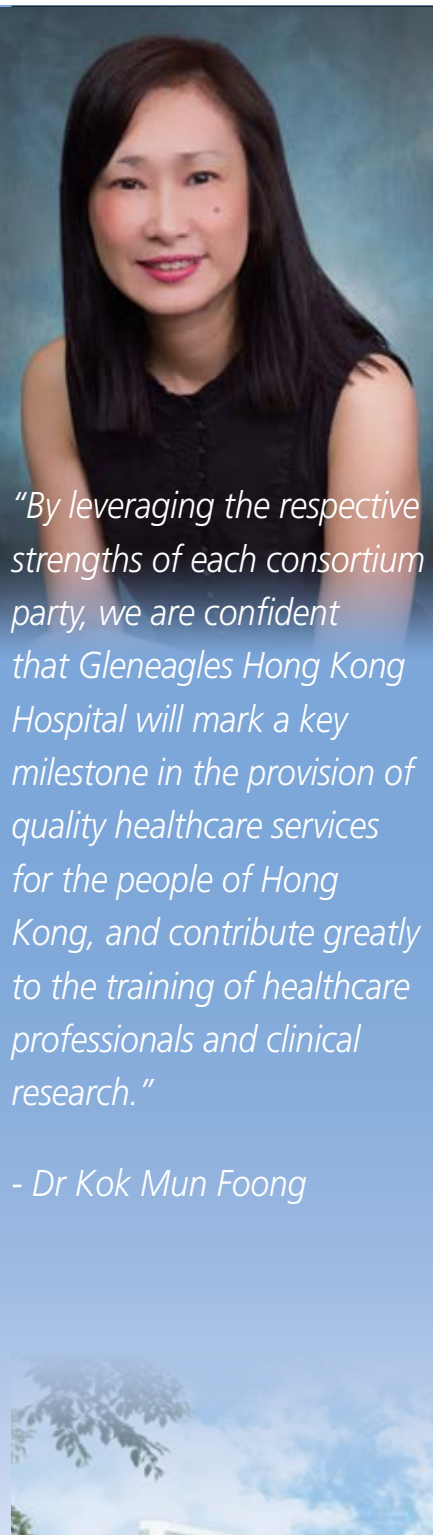 “By leveraging the respective
strengths of each consortium
party, we are confident
that Gleneagles Hong Kong
Hospital will mark a key
milestone in the provision of
quality healthcare services
for the people of Hong
Kong, and contribute greatly
to the training of healthcare
professionals and clinical
research.”
- Dr Kok Mun Foong